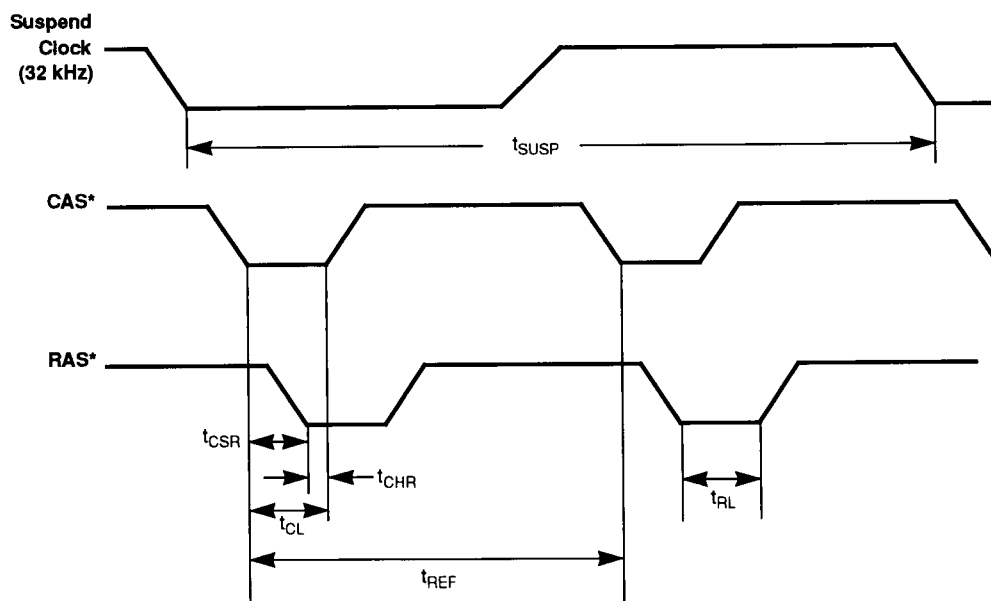 Suspend
Clock
(32 kHz)
tSUSP
CAS*
RAS*
tCSR
tCHR
tRL
tCL
tREF